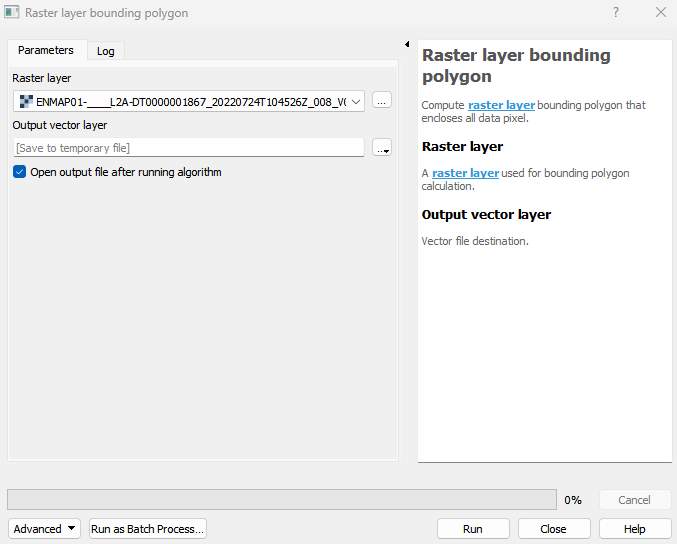 Raster layer bounding polygon
?
Parameters
Log
Raster layer
ENMAP01-____L2A-DT0000001867_20220724T104526Z_008_V0
...
Output vector layer
[Save to temporary file]
...
Open output file after running algorithm
Raster layer bounding
polygon
Compute raster layer bounding polygon that
encloses all data pixel.
Raster layer
A raster layer used for bounding polygon
calculation.
Output vector layer
Vector file destination.
0%
Cancel
Advanced
Run as Batch Process...
Run
Close
Help